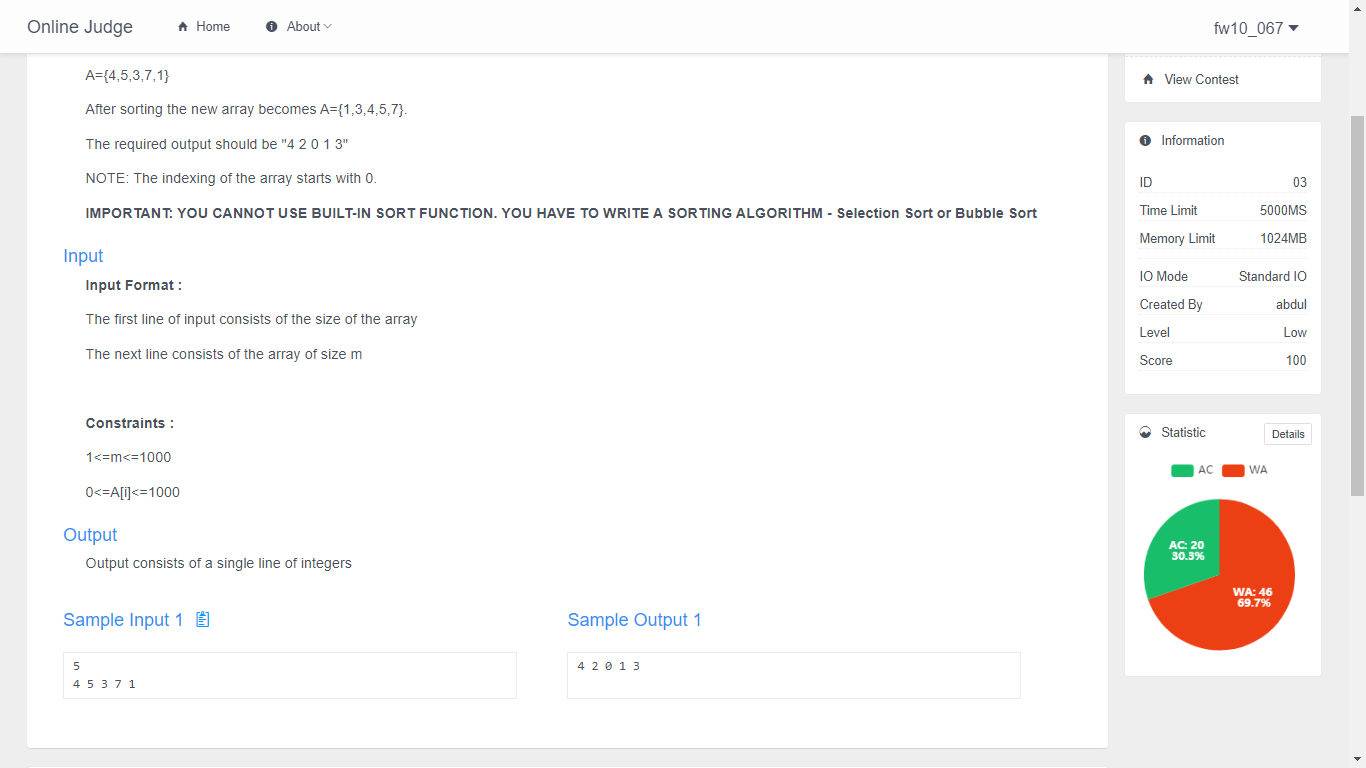 Online Judge
Home
About
fw10_067
A={4,5,3,7,1}
After sorting the new array becomes A={1,3,4,5,7}.
The required output should be "4 2 0 1 3"
NOTE: The indexing of the array starts with 0.
IMPORTANT: YOU CANNOT USE BUILT-IN SORT FUNCTION. YOU HAVE TO WRITE A SORTING ALGORITHM - Selection Sort or Bubble Sort
Input
Input Format :
The first line of input consists of the size of the array
The next line consists of the array of size m
Constraints :
1<=m<=1000
0<=A[i]<=1000
Output
Output consists of a single line of integers
Sample Input 1
5
4 5 3 7 1
Sample Output 1
4 2 0 1 3
View Contest
Information
ID 03
Time Limit 5000MS
Memory Limit 1024MB
IO Mode Standard IO
Created By abdul
Level Low
Score 100
Statistic
Details
AC WA
AC: 20
30.3%
WA: 46
69.7%